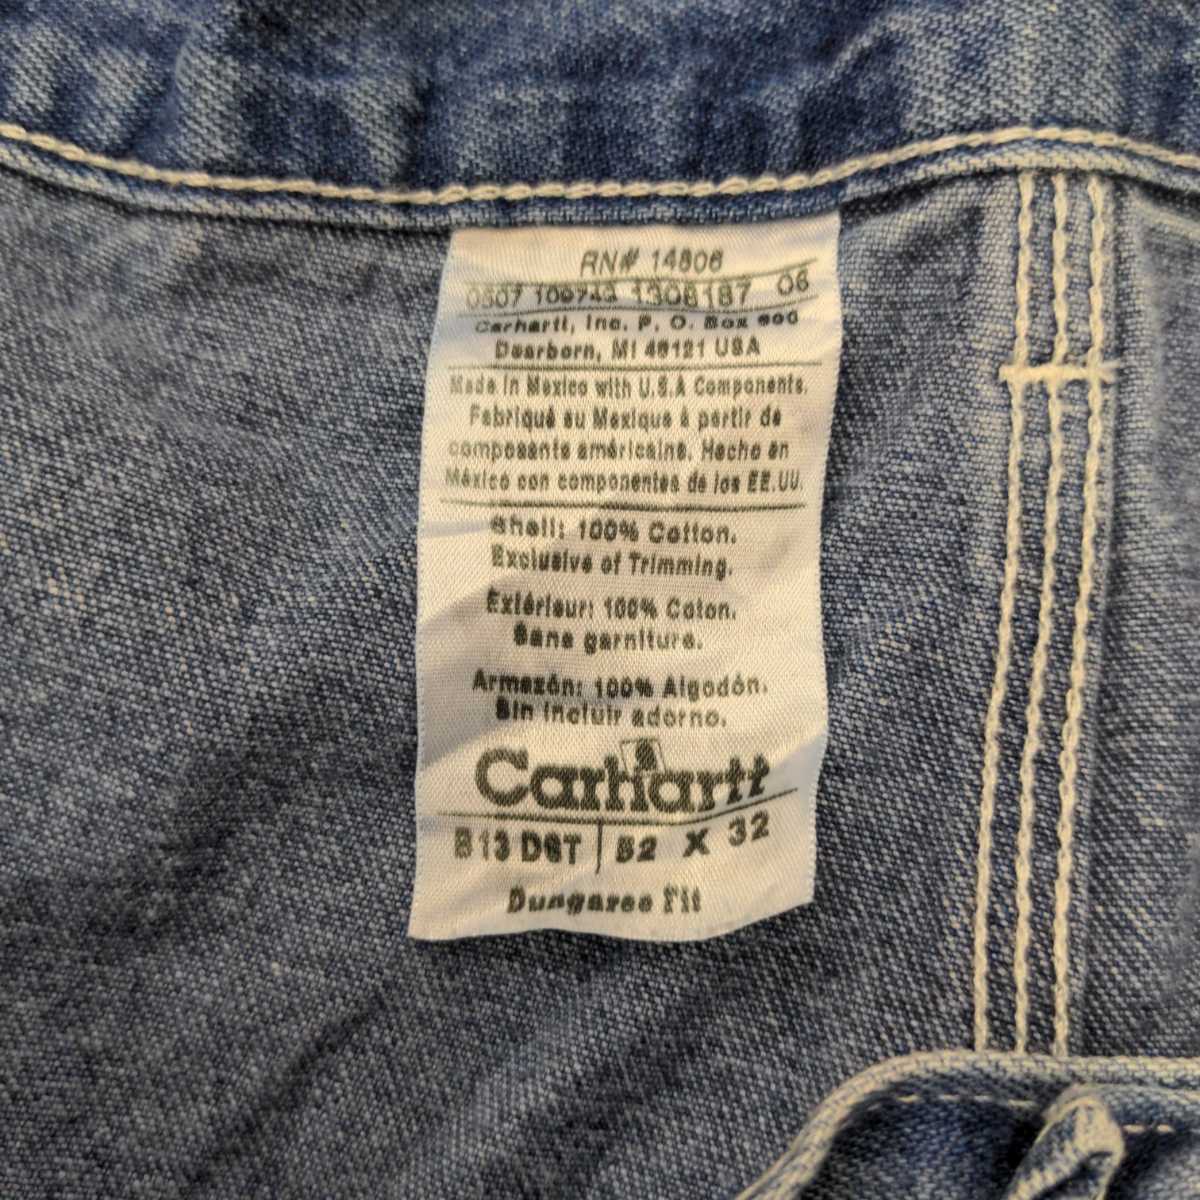 RN# 14806
0507 100743 1308187 06
Carhartt, Inc. P. O. Box 600
Dearborn, MI 48121 USA
Made in Mexico with U.S.A Components.
Fabriqué au Mexique à partir de
composants américains. Hecho en
México con componentes de los EE.UU.
Shell: 100% Cotton.
Exclusive of Trimming.
Extérieur: 100% Coton.
Sans garniture.
Armazón: 100% Algodón.
Sin incluir adorno.
Carhartt
B13 DST 52 X 32
Dungaree Fit